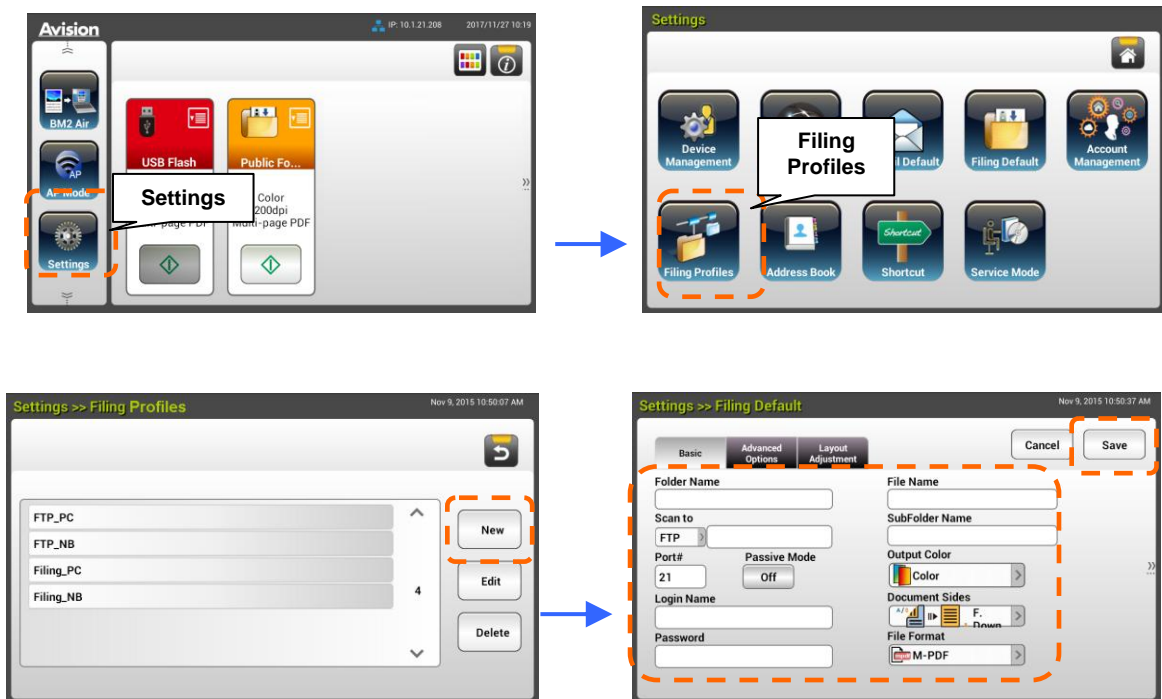 Avision
IP: 10.1.21.208
2017/11/27 10:19
BM2 Air
AP
AP Mode
Settings
USB Flash
Public Fo...
Color
200dpi
Multi-page PDF
Settings
Settings
Device
Management
Default
Filing Default
Account
Management
Filing
Profiles
Filing Profiles
Address Book
Shortcut
Shortcut
Service Mode
Settings >> Filing Profiles
Nov 9, 2015 10:50:07 AM
FTP_PC
FTP_NB
Filing_PC
Filing_NB
4
New
Edit
Delete
Settings >> Filing Default
Nov 9, 2015 10:50:37 AM
Basic
Advanced
Options
Layout
Adjustment
Cancel
Save
Folder Name
File Name
Scan to
SubFolder Name
FTP
Port#
Passive Mode
Output Color
21
Off
Color
Login Name
Document Sides
F.
Down
Password
File Format
M-PDF